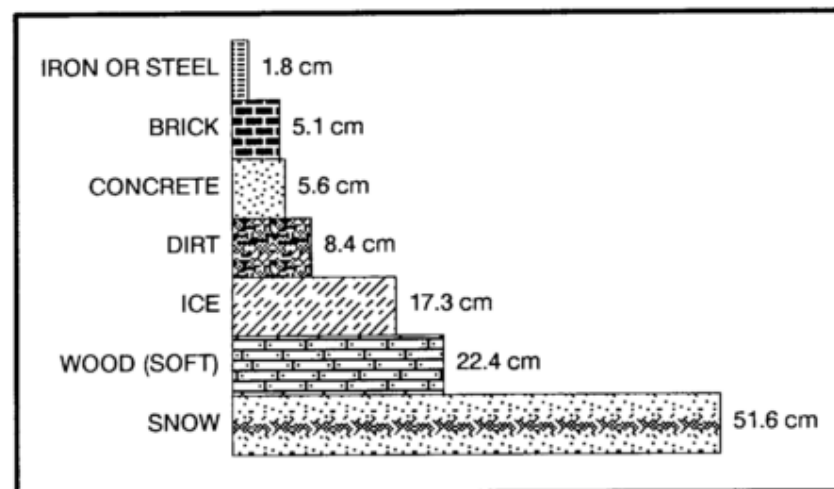 IRON OR STEEL 1.8 cm
BRICK 5.1 cm
CONCRETE 5.6 cm
DIRT 8.4 cm
ICE 17.3 cm
WOOD (SOFT) 22.4 cm
SNOW 51.6 cm